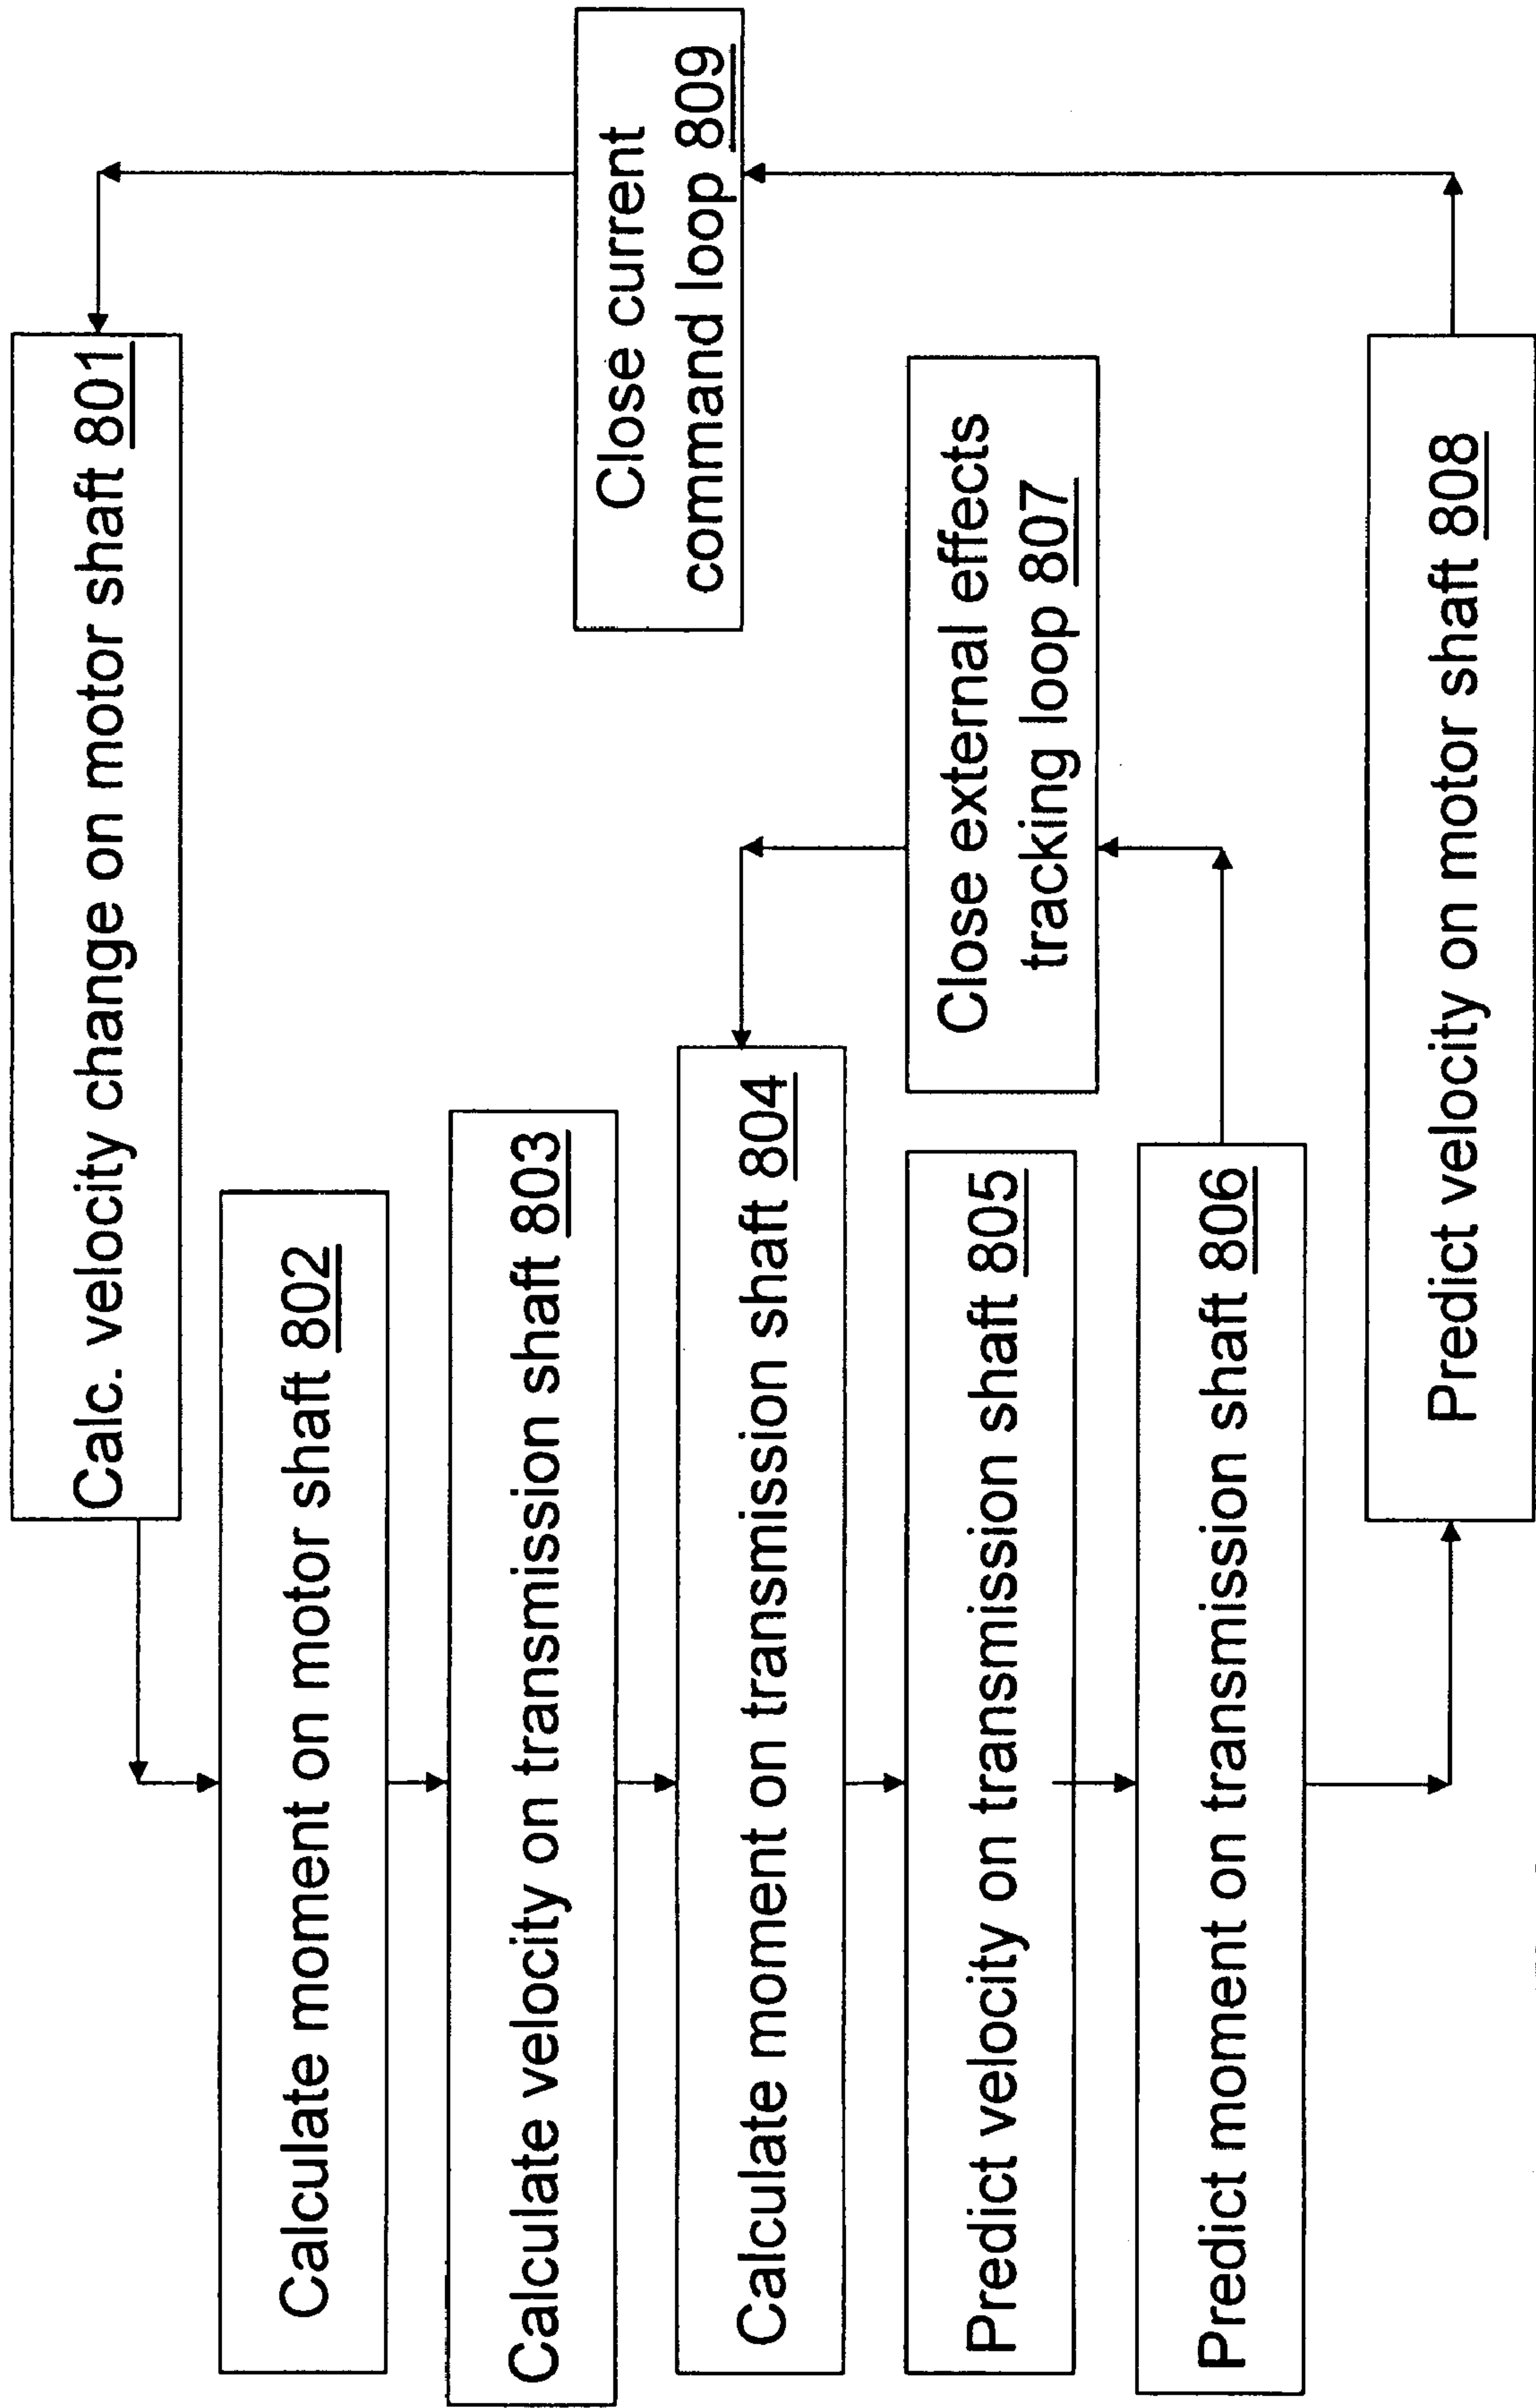 Calc. velocity change on motor shaft 801
Calculate moment on motor shaft 802
Calculate velocity on transmission shaft 803
Calculate moment on transmission shaft 804
Predict velocity on transmission shaft 805
Predict moment on transmission shaft 806
Close external effects
tracking loop 807
Predict velocity on motor shaft 808
Close current
command loop 809